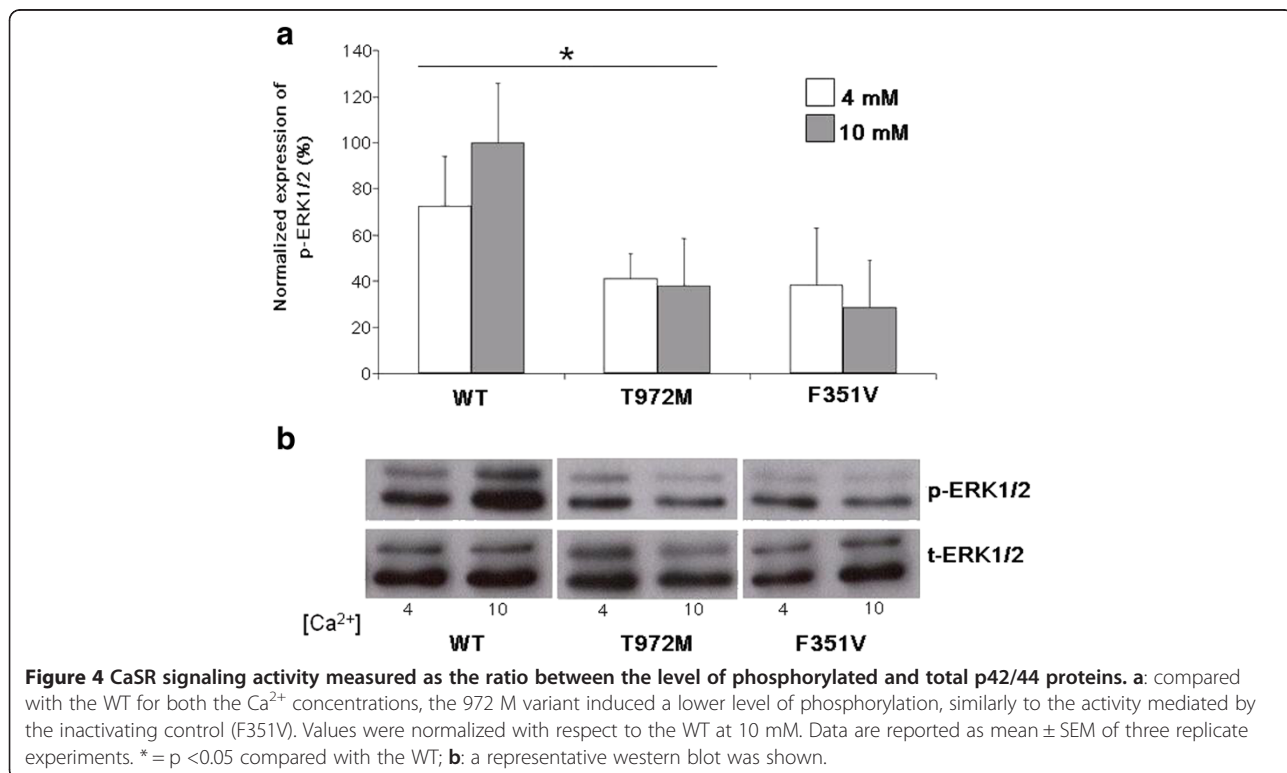 a
140
120
100
80
60
40
20
0
Normalized expression of
p-ERK1/2 (%)
*
4 mM
10 mM
WT T972M F351V
b
p-ERK1/2
t-ERK1/2
[Ca²⁺] 4 10 4 10 4 10
WT T972M F351V
Figure 4 CaSR signaling activity measured as the ratio between the level of phosphorylated and total p42/44 proteins. a: compared
with the WT for both the Ca²⁺ concentrations, the 972 M variant induced a lower level of phosphorylation, similarly to the activity mediated by
the inactivating control (F351V). Values were normalized with respect to the WT at 10 mM. Data are reported as mean ± SEM of three replicate
experiments. * = p <0.05 compared with the WT; b: a representative western blot was shown.